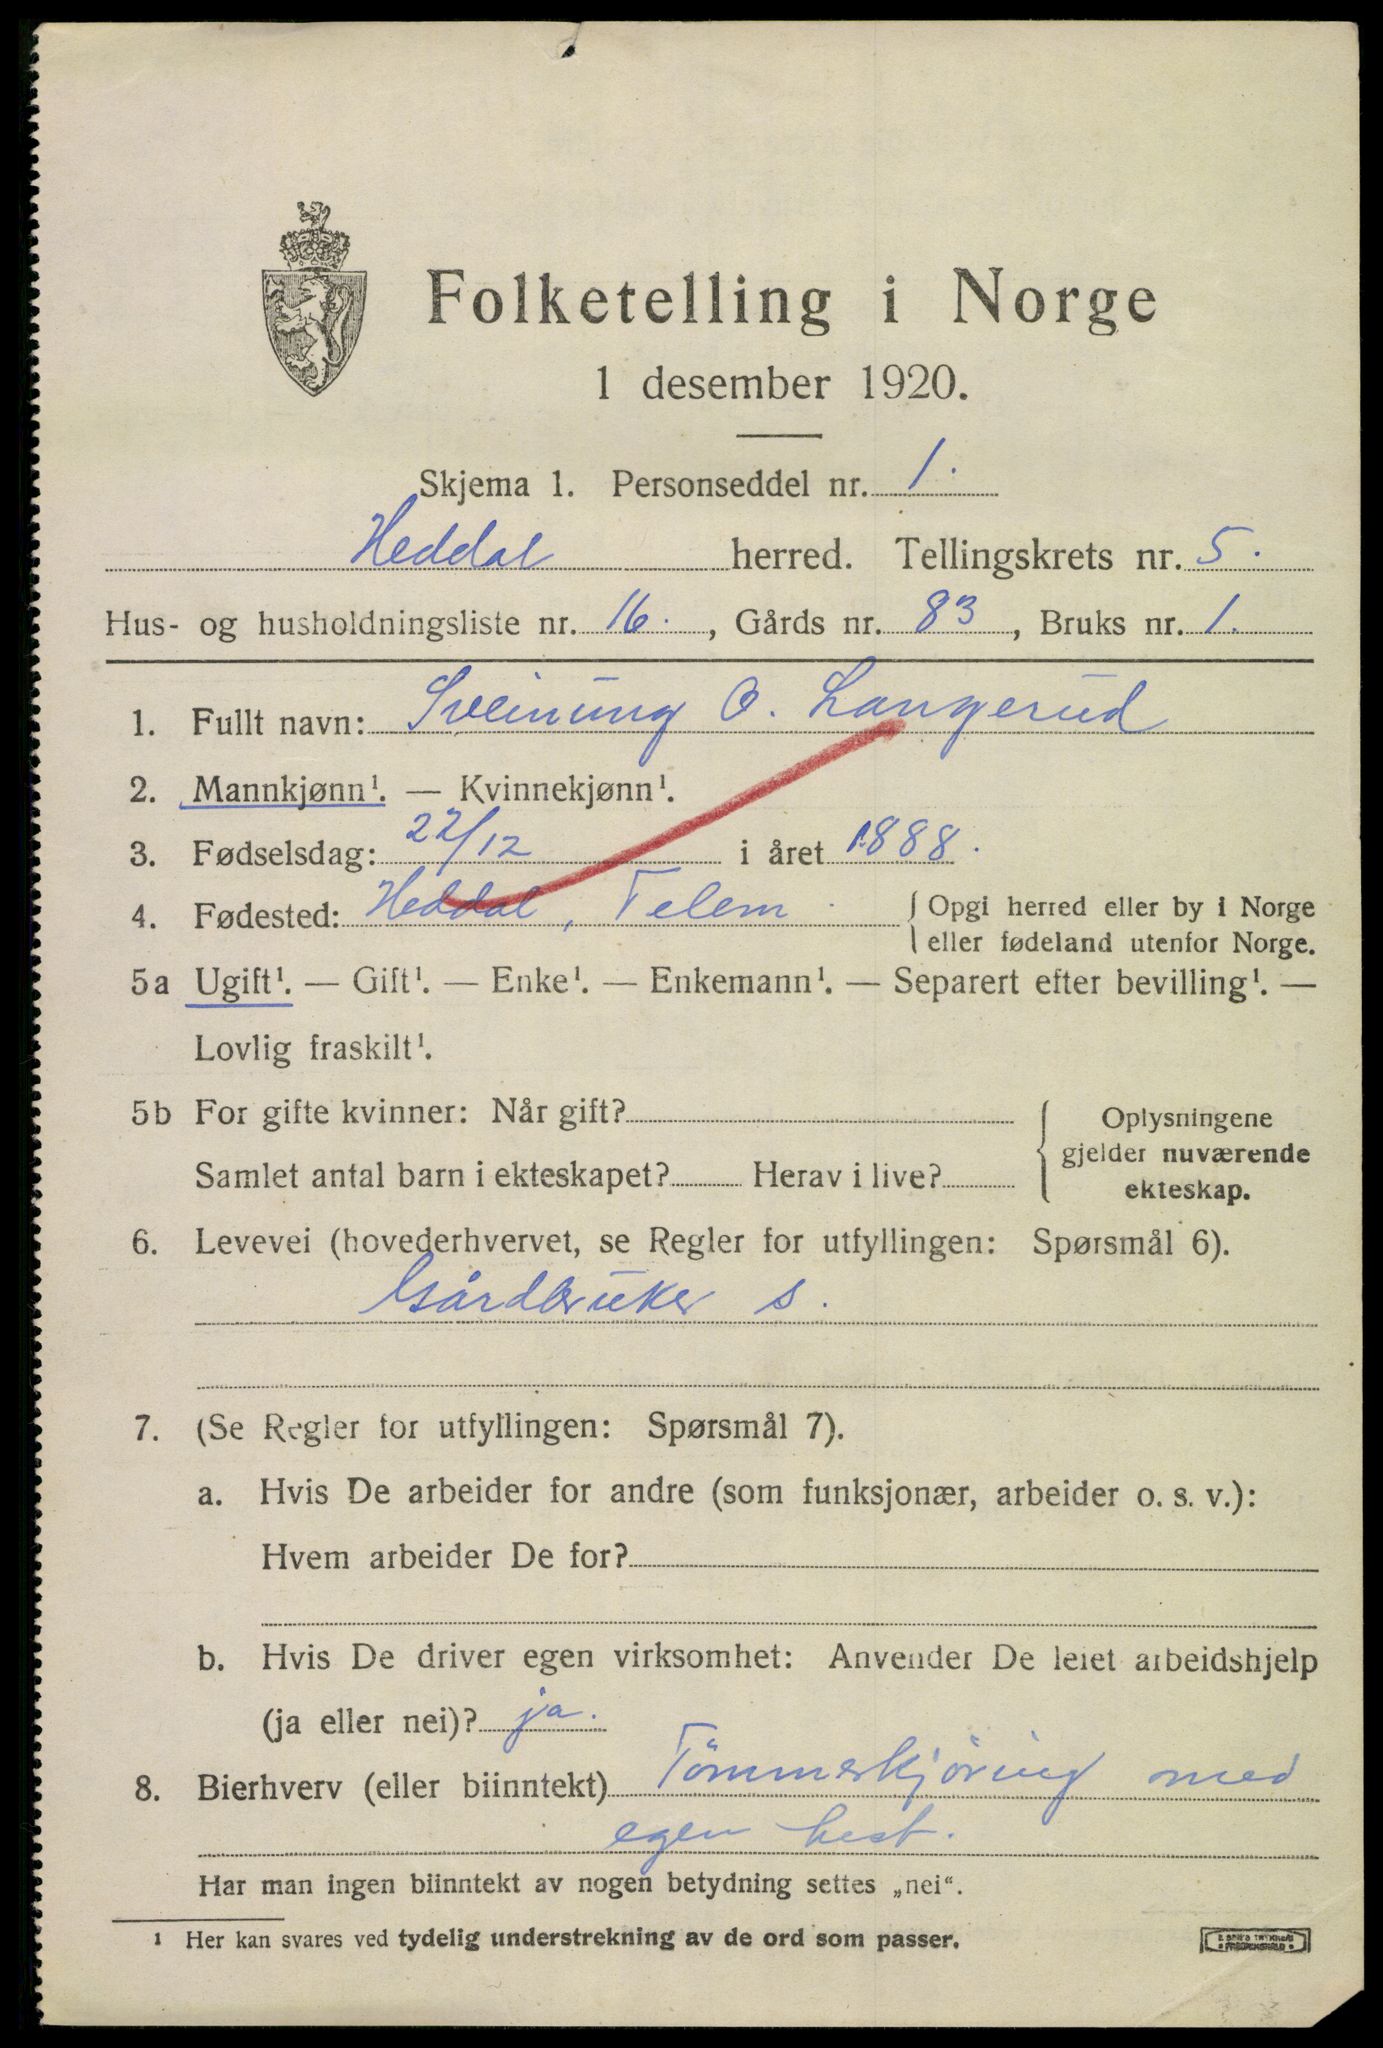 Folketelling i Norge
1 desember 1920.
Skjema 1. Personseddel nr. 1.
Heddal herred. Tellingskrets nr. 5.
Hus- og husholdningsliste nr. 16., Gårds nr. 83, Bruks nr. 1.
1. Fullt navn: Sveinung O. Langerud
2. Mannkjønn¹. — Kvinnekjønn¹.
3. Fødselsdag: 22/12 i året 1888.
4. Fødested: Heddal, Telem. { Opgi herred eller by i Norge
eller fødeland utenfor Norge.
5a Ugift¹. — Gift¹. — Enke¹. — Enkemann¹. — Separert efter bevilling¹. —
Lovlig fraskilt¹.
5b For gifte kvinner: Når gift?
Samlet antal barn i ekteskapet? Herav i live?
Oplysningene
gjelder nuværende
ekteskap.
6. Levevei (hovederhvervet, se Regler for utfyllingen: Spørsmål 6).
Gårdbruker s.
7. (Se Regler for utfyllingen: Spørsmål 7).
a. Hvis De arbeider for andre (som funksjonær, arbeider o. s. v.):
Hvem arbeider De for?
b. Hvis De driver egen virksomhet: Anvender De leiet arbeidshjelp
(ja eller nei)? ja.
8. Bierhverv (eller biinntekt) Tömmerkjöring med
egen hest.
Har man ingen biinntekt av nogen betydning settes „nei“.
¹ Her kan svares ved tydelig understrekning av de ord som passer.